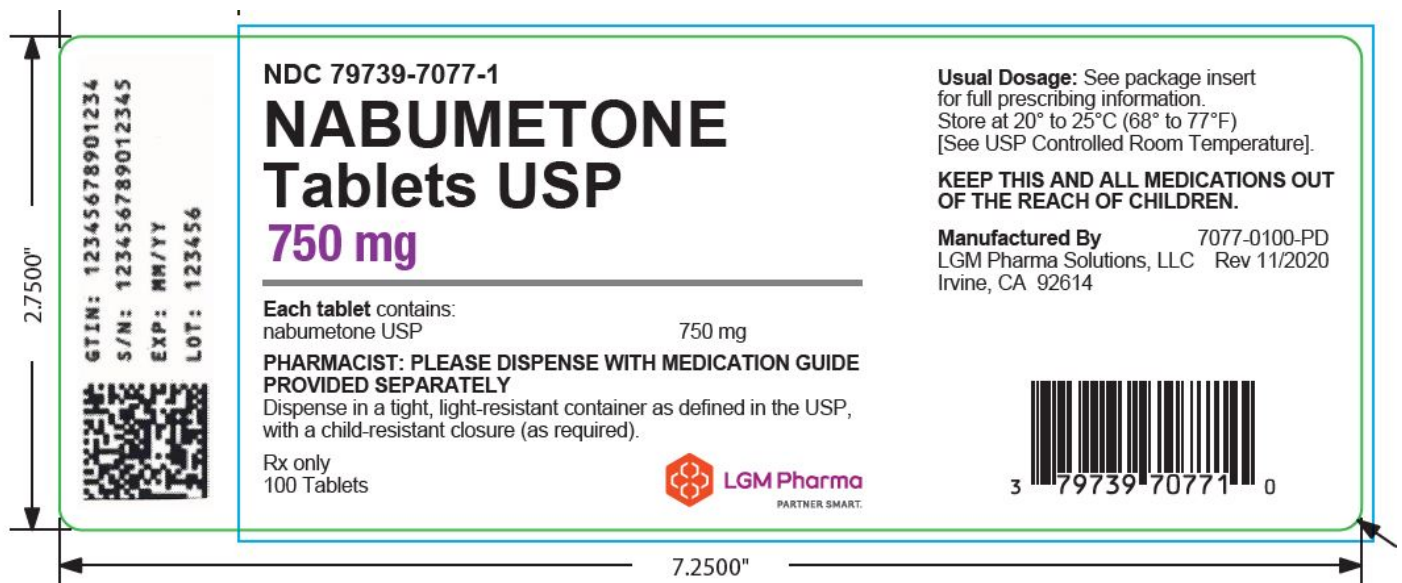 2.7500"
GTIN: 12345678901234
S/N: 123456789012345
EXP: MM/YY
LOT: 123456
NDC 79739-7077-1
NABUMETONE
Tablets USP
750 mg
Each tablet contains:
nabumetone USP 750 mg
PHARMACIST: PLEASE DISPENSE WITH MEDICATION GUIDE
PROVIDED SEPARATELY
Dispense in a tight, light-resistant container as defined in the USP,
with a child-resistant closure (as required).
Rx only
100 Tablets
LGM Pharma
PARTNER SMART.
Usual Dosage: See package insert
for full prescribing information.
Store at 20° to 25°C (68° to 77°F)
[See USP Controlled Room Temperature].
KEEP THIS AND ALL MEDICATIONS OUT
OF THE REACH OF CHILDREN.
Manufactured By 7077-0100-PD
LGM Pharma Solutions, LLC Rev 11/2020
Irvine, CA 92614
3 79739 70771 0
7.2500"